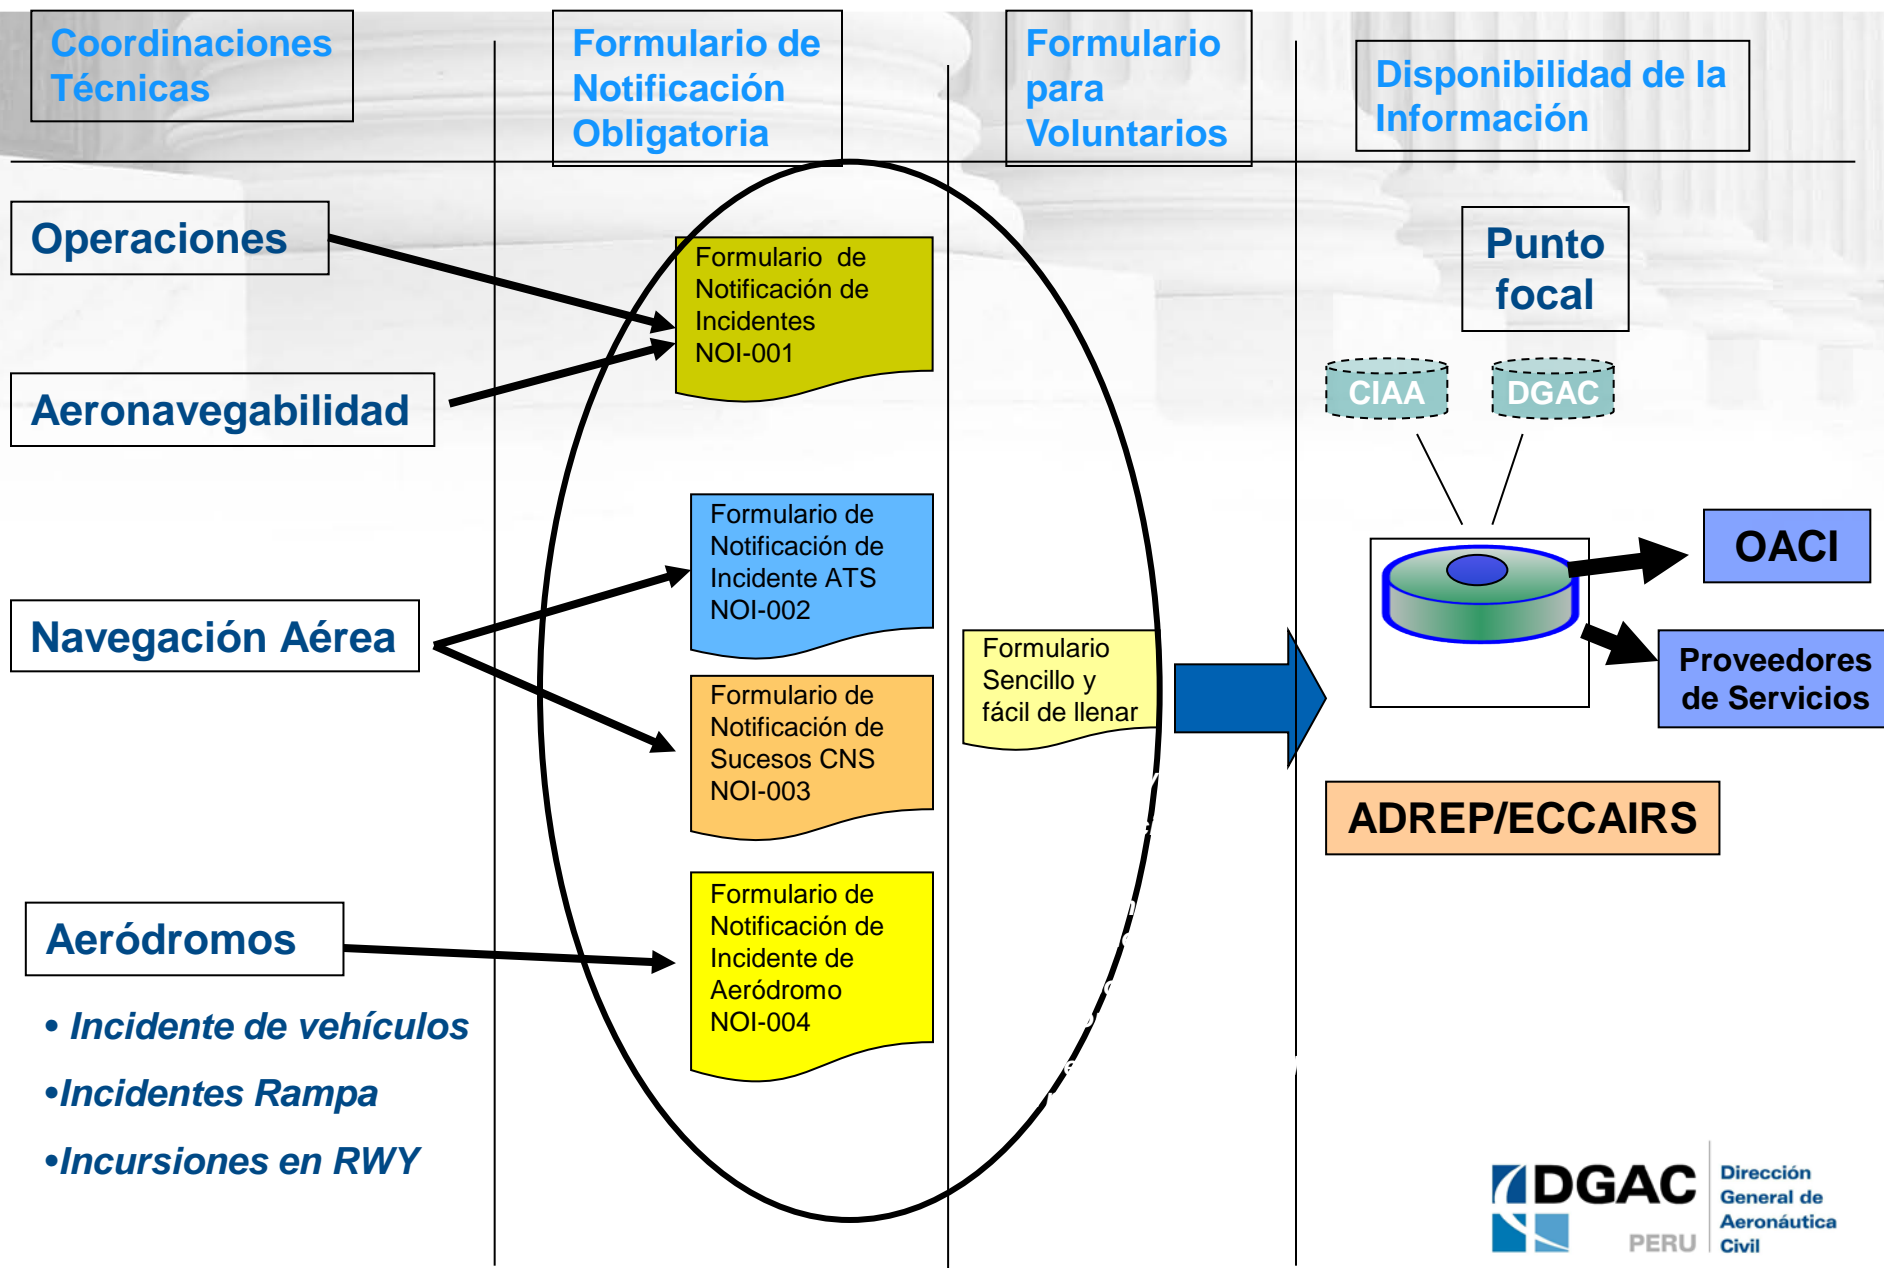 Coordinaciones
Técnicas
Formulario de
Notificación
Obligatoria
Formulario
para
Voluntarios
Disponibilidad de la
Información
Operaciones
Aeronavegabilidad
Navegación Aérea
Aeródromos
• Incidente de vehículos
•Incidentes Rampa
•Incursiones en RWY
Formulario de
Notificación de
Incidentes
NOI-001
Formulario de
Notificación de
Incidente ATS
NOI-002
Formulario de
Notificación de
Sucesos CNS
NOI-003
Formulario de
Notificación de
Incidente de
Aeródromo
NOI-004
Formulario
Sencillo y
fácil de llenar
Punto
focal
CIAA
DGAC
OACI
Proveedores
de Servicios
ADREP/ECCAIRS
DGAC
PERU
Dirección
General de
Aeronáutica
Civil